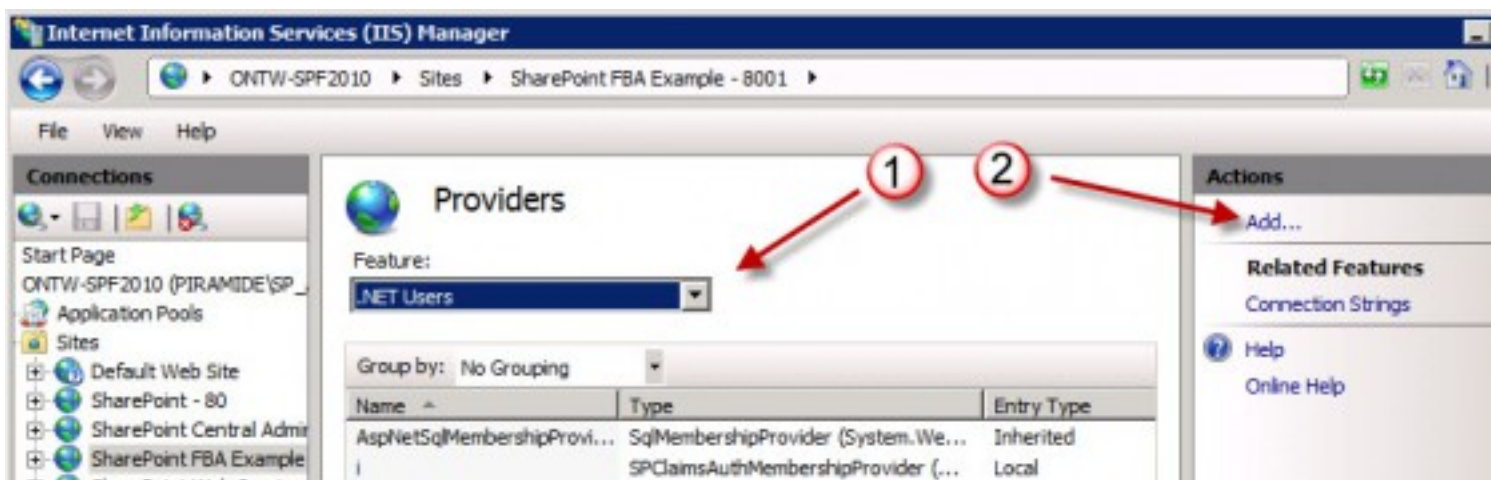 Internet Information Services (IIS) Manager
ONTW-SPF2010 Sites SharePoint FBA Example - 8001
File View Help
Connections
Start Page
ONTW-SPF2010 (PIRAMIDE\SP_
Application Pools
Sites
Default Web Site
SharePoint - 80
SharePoint Central Admir
SharePoint FBA Example
Providers
Feature:
.NET Users
Group by: No Grouping
Name Type Entry Type
AspNetSqlMembershipProvi... SqlMembershipProvider (System.We... Inherited
i SPClaimsAuthMembershipProvider (... Local
1
2
Actions
Add...
Related Features
Connection Strings
Help
Online Help